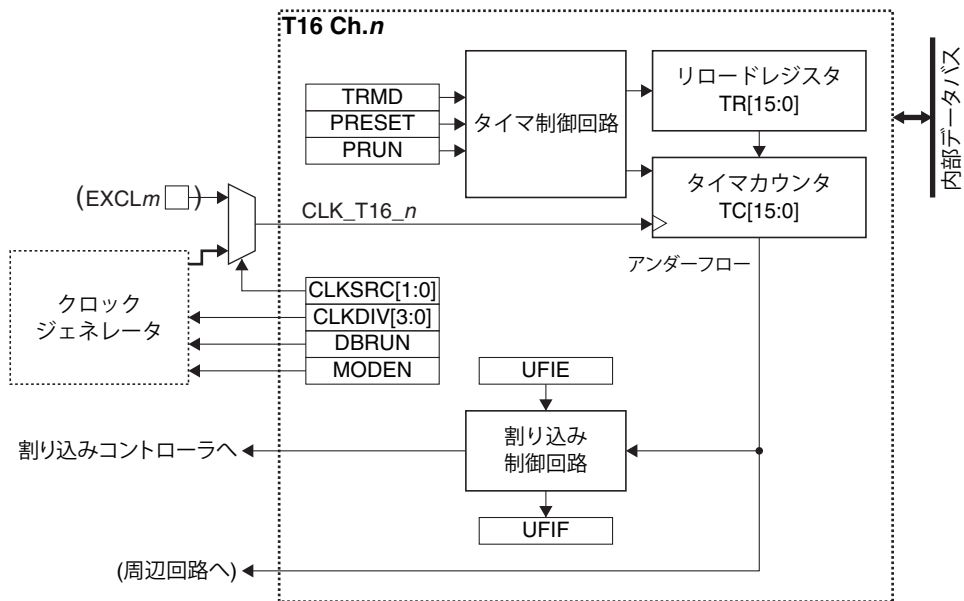 T16 Ch.n
リロードレジスタ
TR[15:0]
TRMD
PRESET
PRUN
タイマ制御回路
内部データバス
タイマカウンタ
TC[15:0]
(EXCLm )
CLK_T16_n
アンダーフロー
クロック
ジェネレータ
CLKSRC[1:0]
CLKDIV[3:0]
DBRUN
MODEN
UFIE
割り込みコントローラへ
割り込み
制御回路
UFIF
(周辺回路へ)